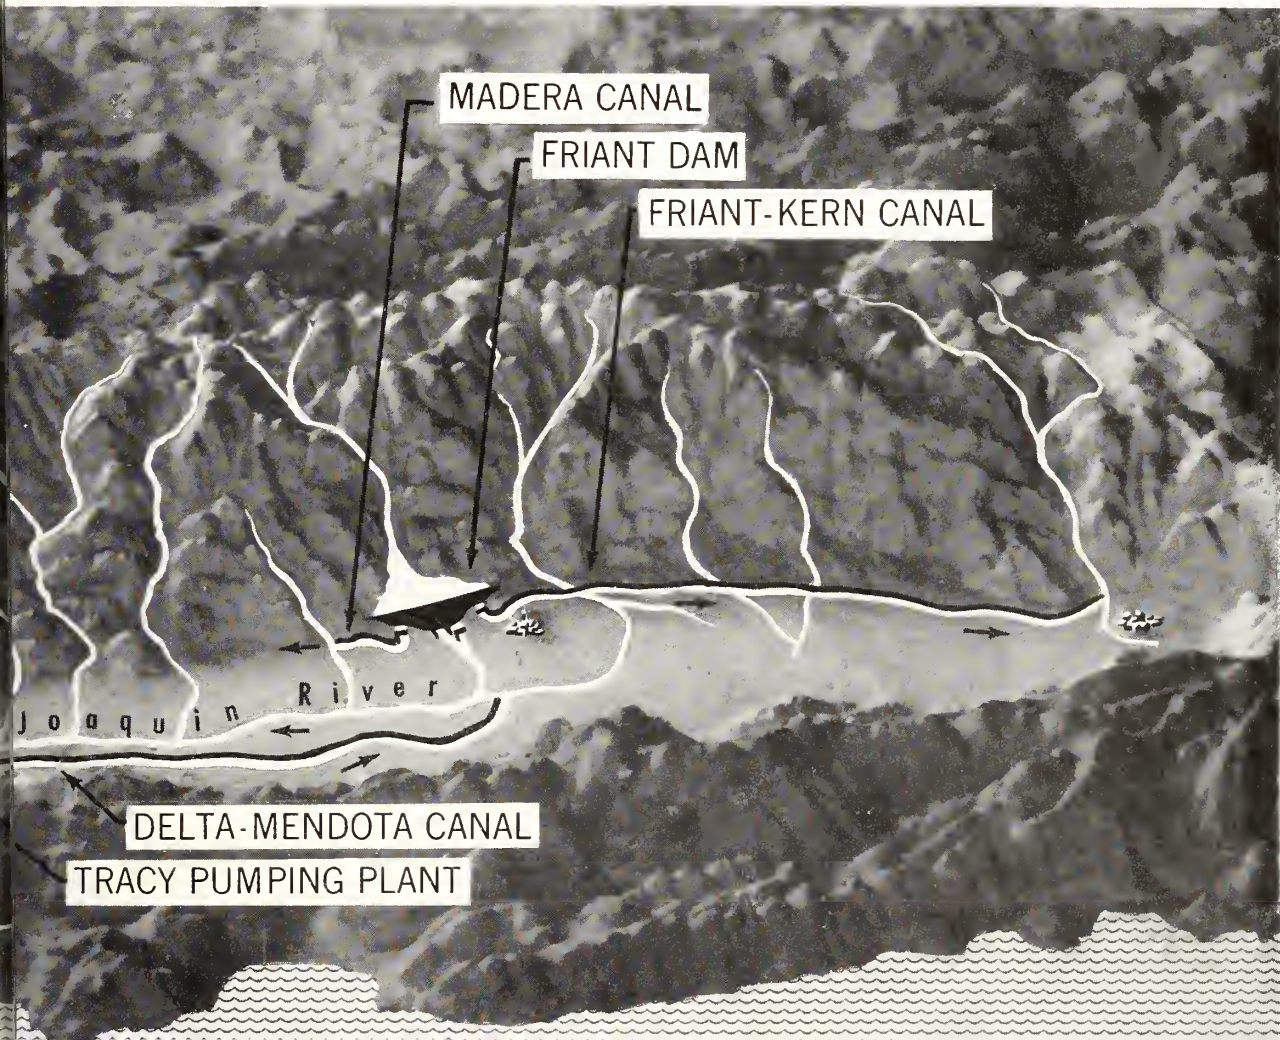 MADERA CANAL
FRIANT DAM
FRIANT-KERN CANAL
Joaquin River
DELTA-MENDOTA CANAL
TRACY PUMPING PLANT